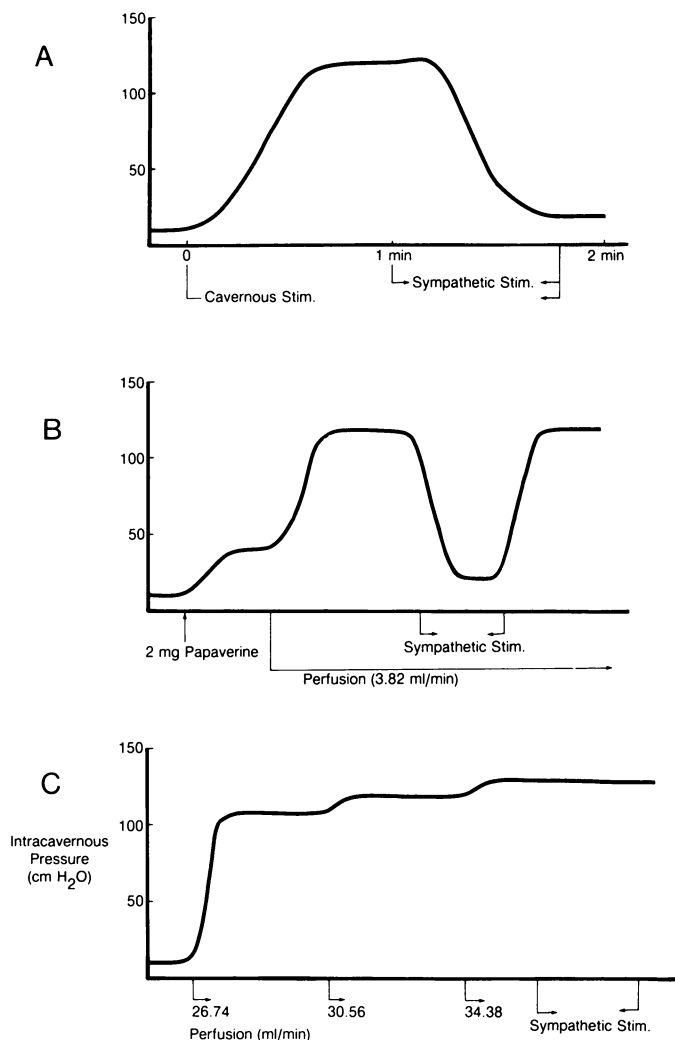 A
150
100
50
0
1 min
2 min
Cavernous Stim.
Sympathetic Stim.
B
150
100
50
2 mg Papaverine
Sympathetic Stim.
Perfusion (3.82 ml/min)
C
150
100
50
Intracavernous
Pressure
(cm H₂O)
26.74
30.56
34.38
Perfusion (ml/min)
Sympathetic Stim.